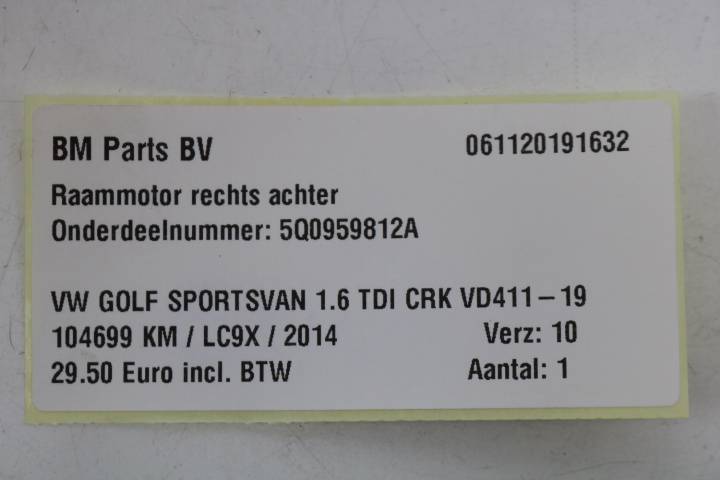 BM Parts BV 061120191632
Raammotor rechts achter
Onderdeelnummer: 5Q0959812A
VW GOLF SPORTSVAN 1.6 TDI CRK VD411-19
104699 KM / LC9X / 2014 Verz: 10
29.50 Euro incl. BTW Aantal: 1